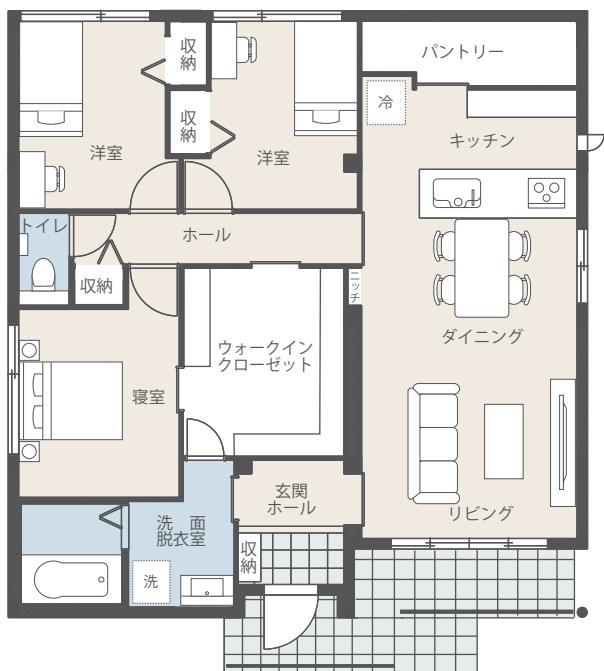 収納
パントリー
冷
収納
キッチン
洋室
洋室
トイレ
ホール
収納
ニッチ
ダイニング
ウォークイン
クローゼット
寝室
玄関
ホール
リビング
洗 面
脱衣室
収納
洗